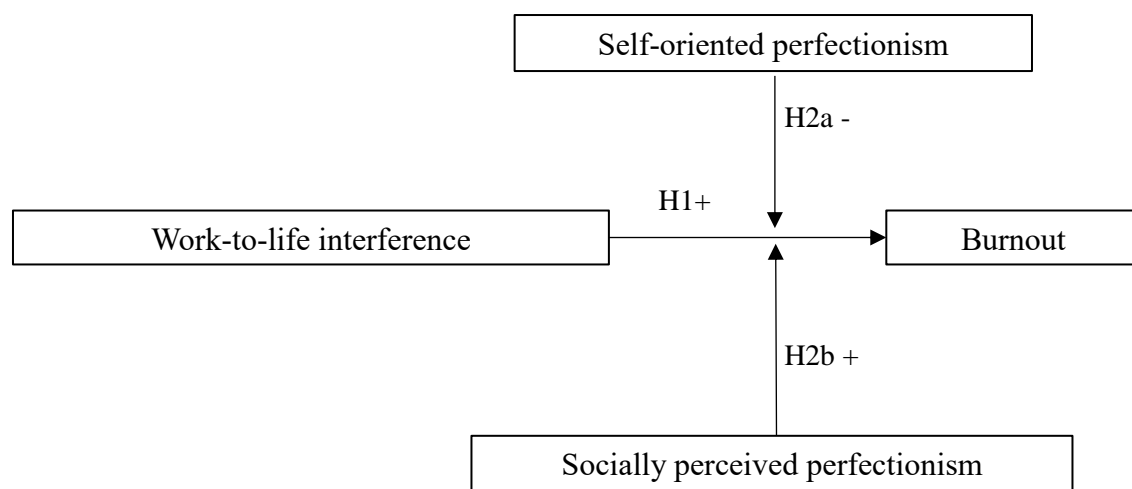 Self-oriented perfectionism
H2a -
H1+
Work-to-life interference
Burnout
H2b +
Socially perceived perfectionism